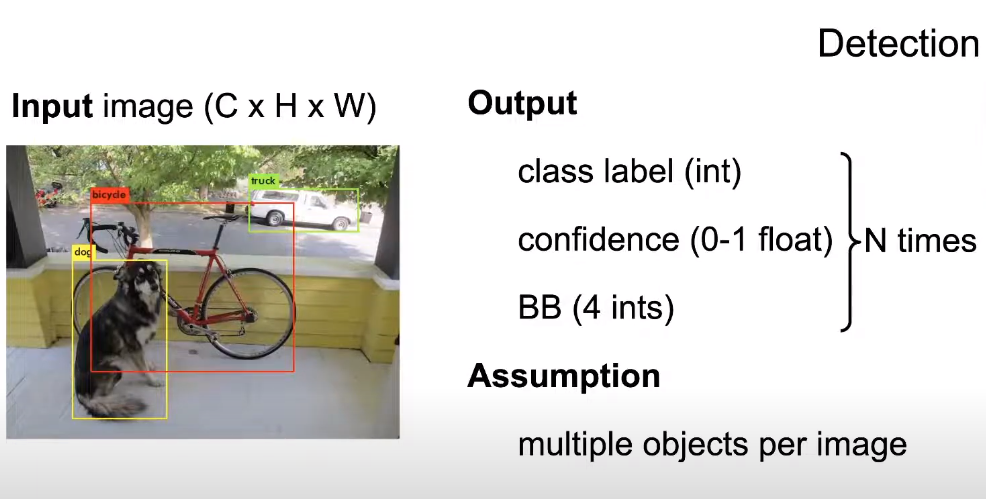 Detection
Input image (C x H x W)
truck
bicycle
dog
Output
class label (int)
confidence (0-1 float)
N times
BB (4 ints)
Assumption
multiple objects per image